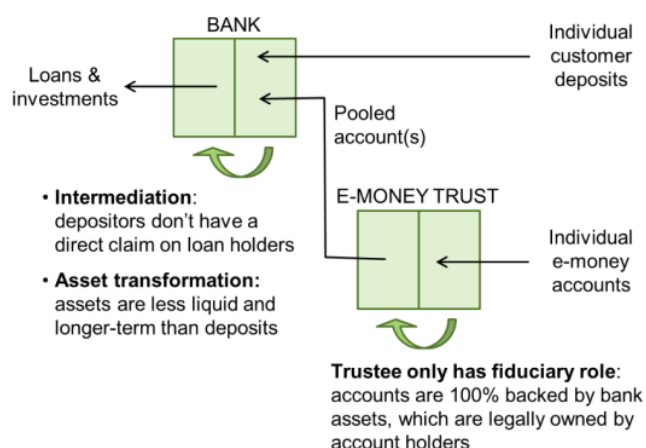 BANK
Individual
customer
deposits
Loans &
investments
Pooled
account(s)
• Intermediation:
depositors don't have a
direct claim on loan holders
• Asset transformation:
assets are less liquid and
longer-term than deposits
E-MONEY TRUST
Individual
e-money
accounts
Trustee only has fiduciary role:
accounts are 100% backed by bank
assets, which are legally owned by
account holders